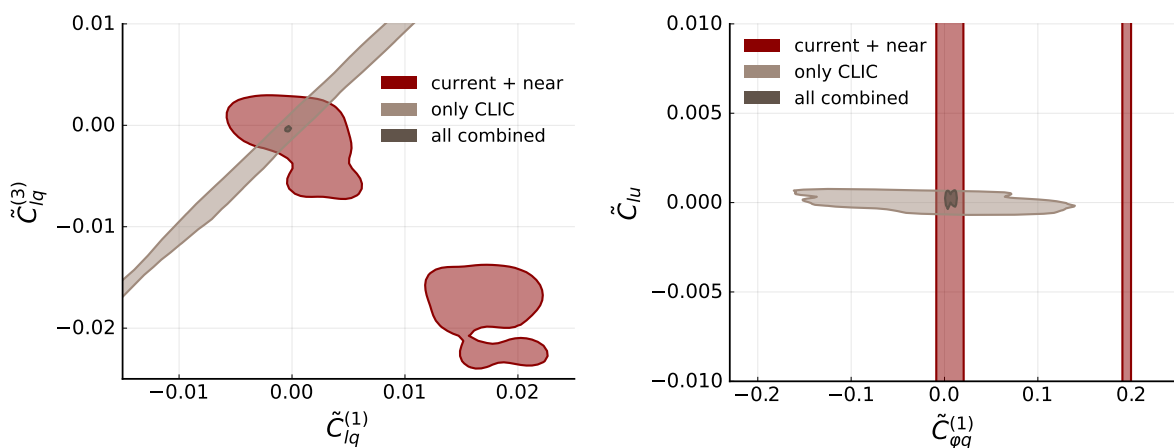 0.01
0.00
−0.01
−0.02
−0.01
0.00
0.01
0.02
C̃_{lq}^{(3)}
C̃_{lq}^{(1)}
current + near
only CLIC
all combined
0.010
0.005
0.000
−0.005
−0.010
−0.2
−0.1
0.0
0.1
0.2
C̃_{lu}
C̃_{φq}^{(1)}
current + near
only CLIC
all combined